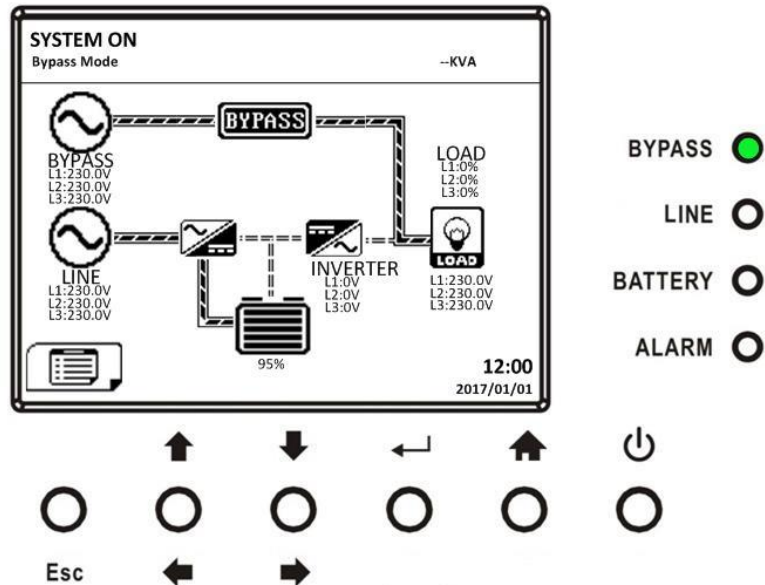 SYSTEM ON
Bypass Mode
--KVA
BYPASS
BYPASS
L1:230.0V
L2:230.0V
L3:230.0V
LOAD
L1:0%
L2:0%
L3:0%
LINE
L1:230.0V
L2:230.0V
L3:230.0V
INVERTER
L1:0V
L2:0V
L3:0V
LOAD
L1:230.0V
L2:230.0V
L3:230.0V
95%
12:00
2017/01/01
BYPASS
LINE
BATTERY
ALARM
Esc